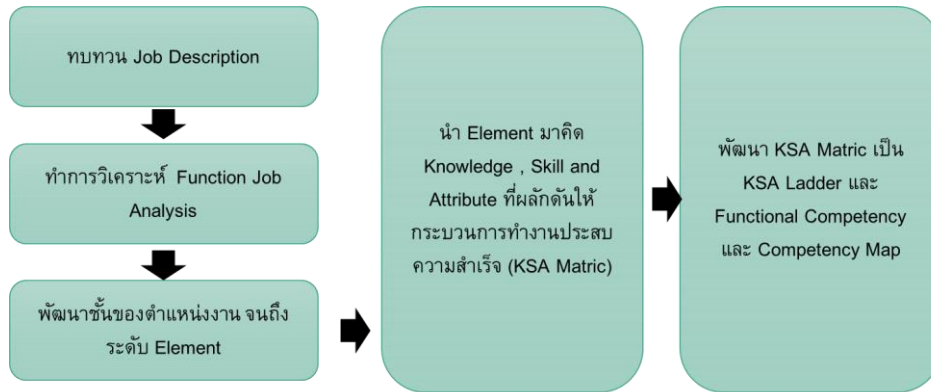 ทบทวน Job Description
ทำการวิเคราะห์ Function Job
Analysis
พัฒนาชั้นของตำแหน่งงาน จนถึง
ระดับ Element
นำ Element มาคิด
Knowledge , Skill and
Attribute ที่ผลักดันให้
กระบวนการทำงานประสบ
ความสำเร็จ (KSA Matric)
พัฒนา KSA Matric เป็น
KSA Ladder และ
Functional Competency
และ Competency Map